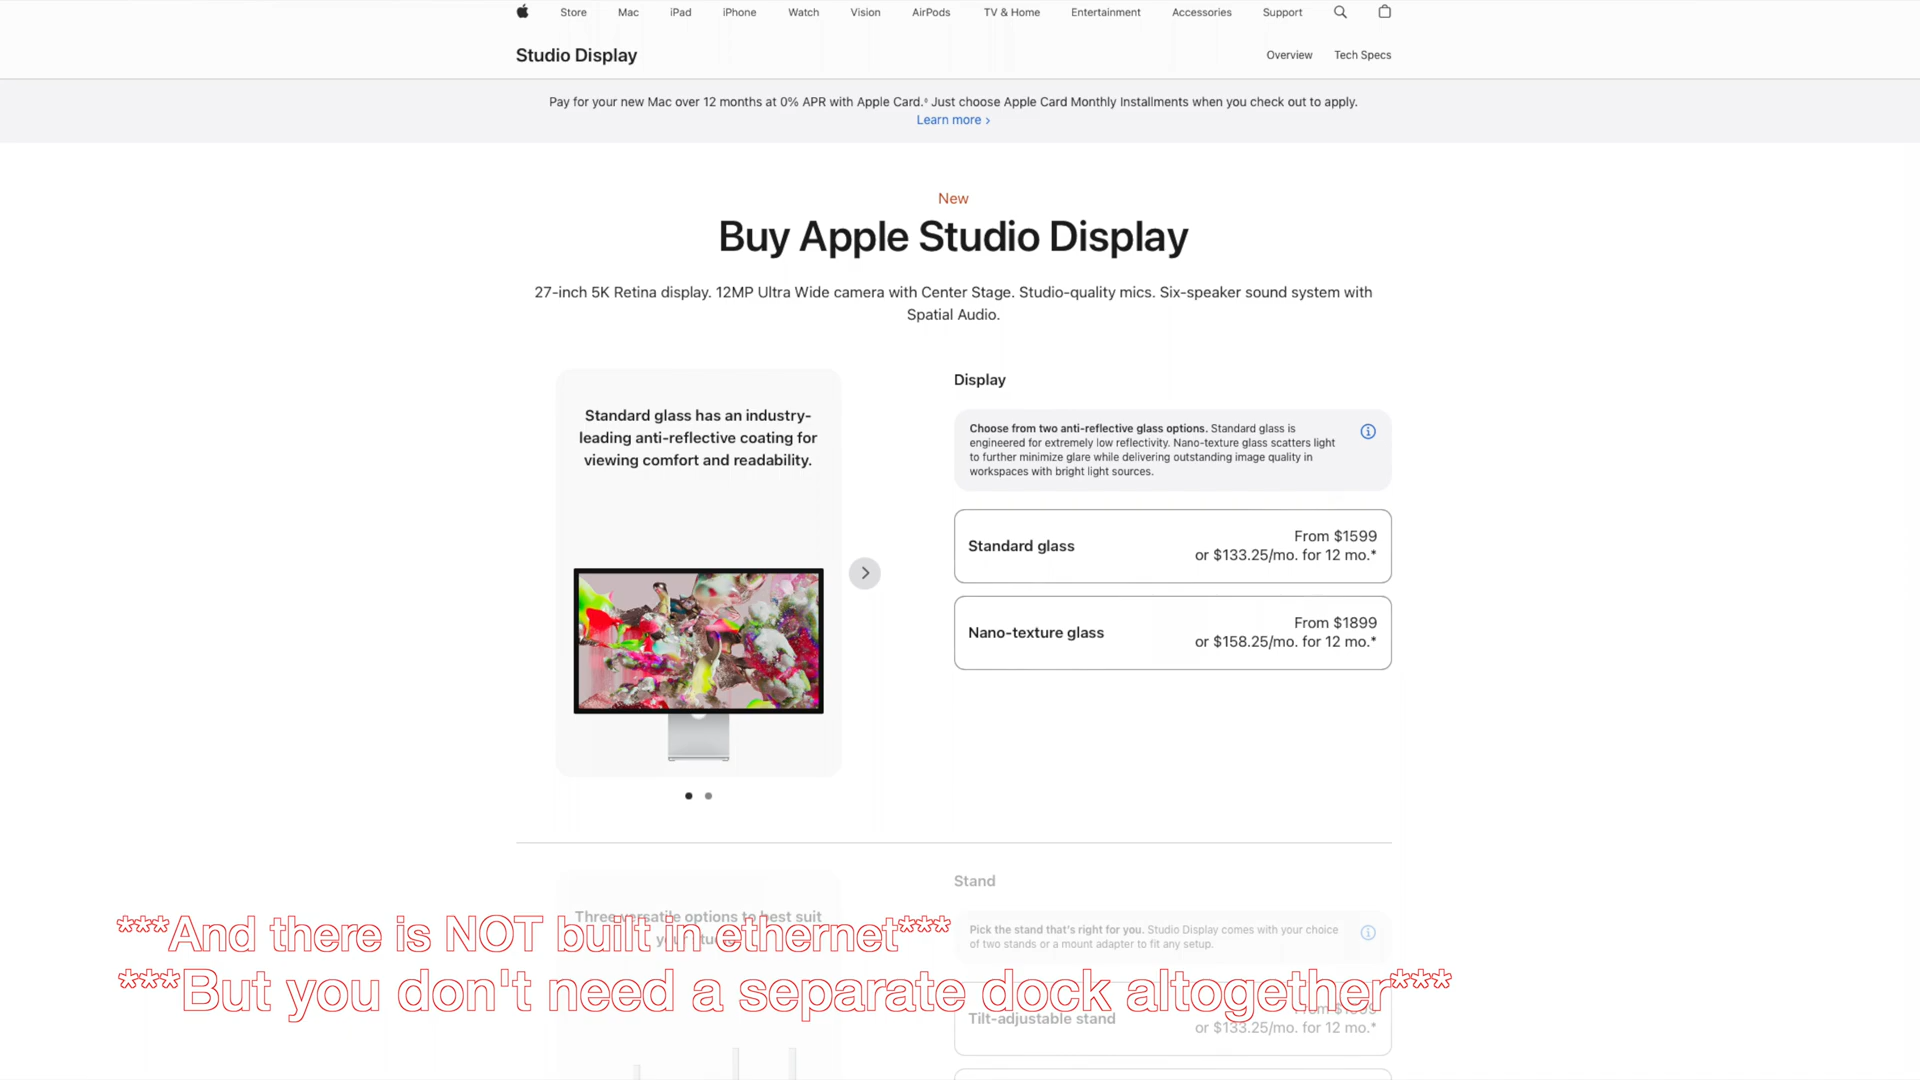 Store Mac iPad iPhone Watch Vision AirPods TV & Home Entertainment Accessories Support
Studio Display
Overview Tech Specs
Pay for your new Mac over 12 months at 0% APR with Apple Card.◊ Just choose Apple Card Monthly Installments when you check out to apply.
Learn more >
New
Buy Apple Studio Display
27-inch 5K Retina display. 12MP Ultra Wide camera with Center Stage. Studio-quality mics. Six-speaker sound system with
Spatial Audio.
Standard glass has an industry-
leading anti-reflective coating for
viewing comfort and readability.
Display
Choose from two anti-reflective glass options. Standard glass is
engineered for extremely low reflectivity. Nano-texture glass scatters light
to further minimize glare while delivering outstanding image quality in
workspaces with bright light sources.
Standard glass
From $1599
or $133.25/mo. for 12 mo.*
Nano-texture glass
From $1899
or $158.25/mo. for 12 mo.*
Three versatile options to best suit
Stand
Pick the stand that's right for you. Studio Display comes with your choice
of two stands or a mount adapter to fit any setup.
Tilt-adjustable stand
or $133.25/mo. for 12 mo.*
***And there is NOT built in ethernet***
***But you don't need a separate dock altogether***